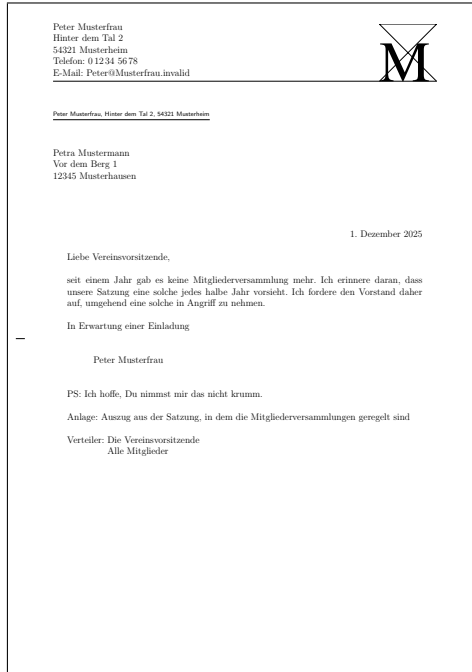 Peter Musterfrau
Hinter dem Tal 2
54321 Musterheim
Telefon: 0 12 34 56 78
E-Mail: Peter@Musterfrau.invalid
M
Peter Musterfrau, Hinter dem Tal 2, 54321 Musterheim
Petra Mustermann
Vor dem Berg 1
12345 Musterhausen
1. Dezember 2025
Liebe Vereinsvorsitzende,
seit einem Jahr gab es keine Mitgliederversammlung mehr. Ich erinnere daran, dass
unsere Satzung eine solche jedes halbe Jahr vorsieht. Ich fordere den Vorstand daher
auf, umgehend eine solche in Angriff zu nehmen.
In Erwartung einer Einladung
Peter Musterfrau
PS: Ich hoffe, Du nimmst mir das nicht krumm.
Anlage: Auszug aus der Satzung, in dem die Mitgliederversammlungen geregelt sind
Verteiler: Die Vereinsvorsitzende
Alle Mitglieder